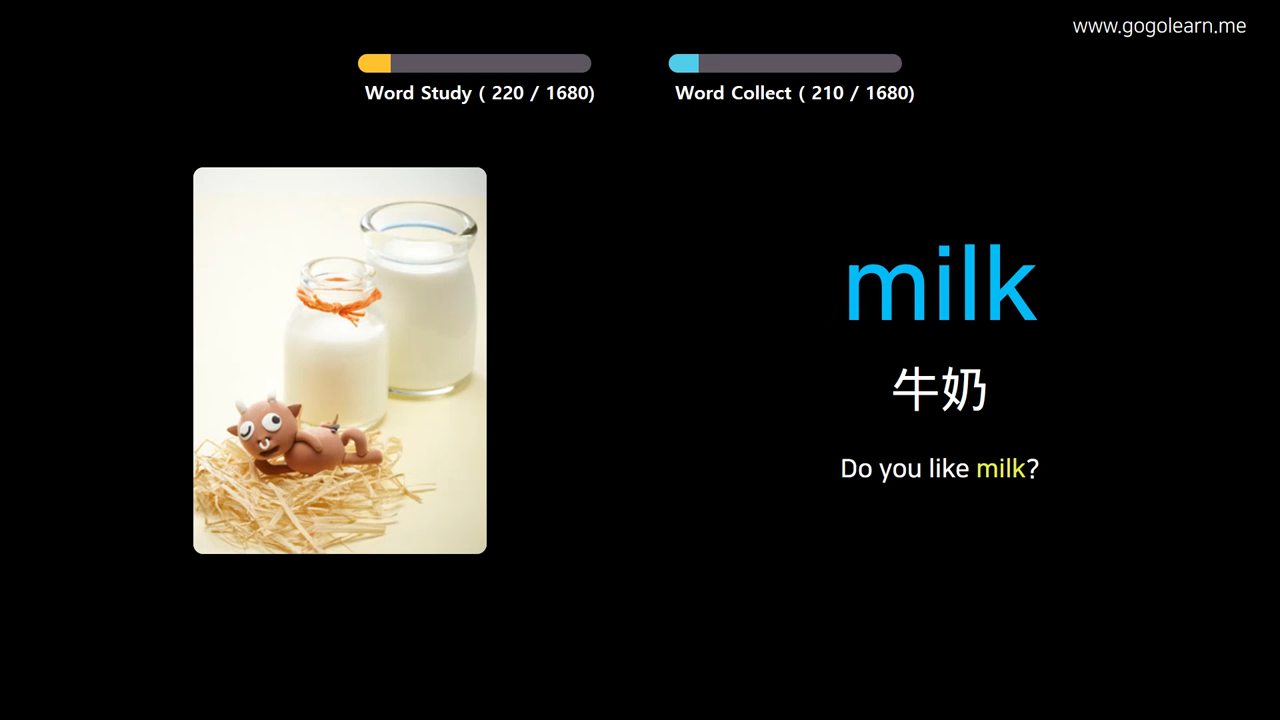 www.gogolearn.me
Word Study ( 220 / 1680)
Word Collect ( 210 / 1680)
milk
牛奶
Do you like milk?